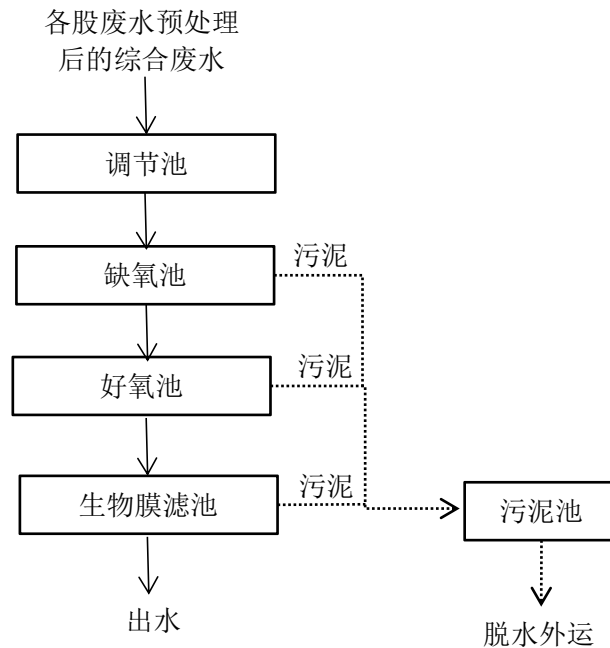 各股废水预处理
后的综合废水
调节池
污泥
缺氧池
污泥
好氧池
污泥
生物膜滤池
污泥池
出水
脱水外运